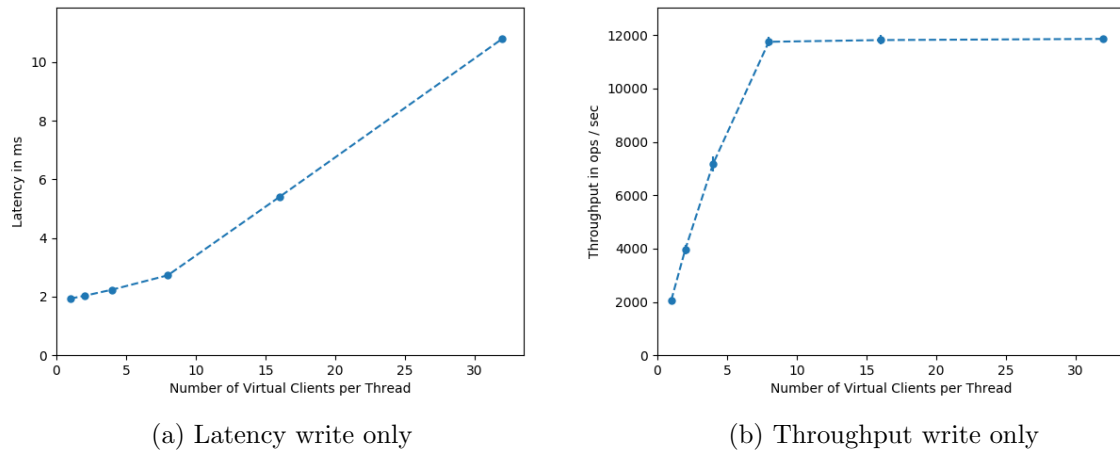 10
8
6
4
2
0
Latency in ms
0 5 10 15 20 25 30
Number of Virtual Clients per Thread
(a) Latency write only
12000
10000
8000
6000
4000
2000
0
Throughput in ops / sec
0 5 10 15 20 25 30
Number of Virtual Clients per Thread
(b) Throughput write only